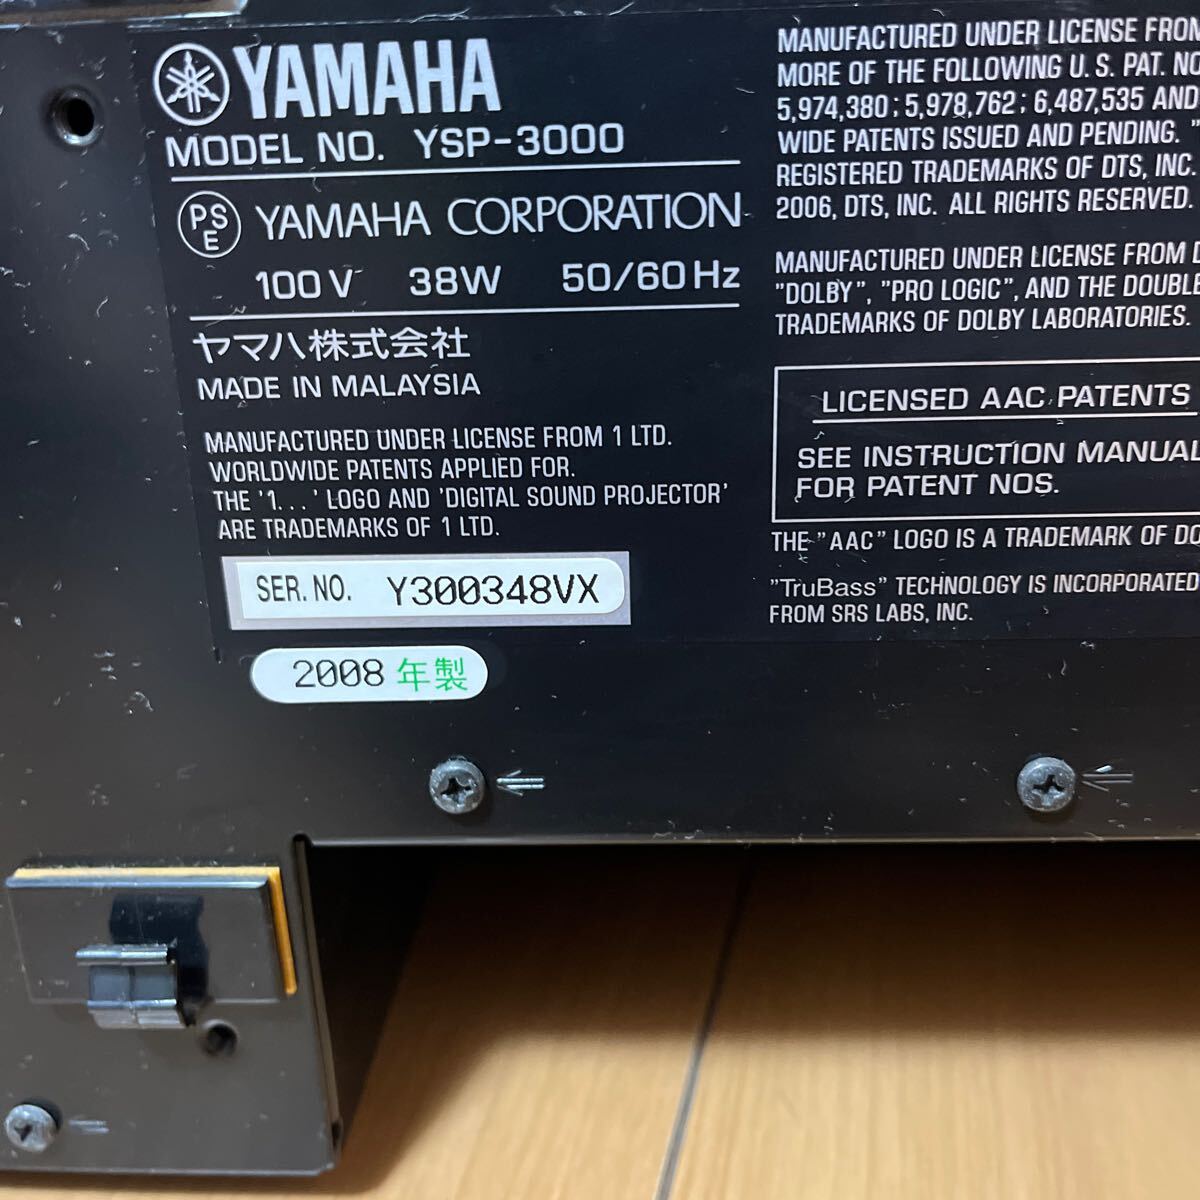 YAMAHA
MODEL NO. YSP-3000
PSE YAMAHA CORPORATION
100V 38W 50/60Hz
ヤマハ株式会社
MADE IN MALAYSIA
MANUFACTURED UNDER LICENSE FROM 1 LTD.
WORLDWIDE PATENTS APPLIED FOR.
THE '1...' LOGO AND 'DIGITAL SOUND PROJECTOR'
ARE TRADEMARKS OF 1 LTD.
SER. NO. Y300348VX
2008 年製
MANUFACTURED UNDER LICENSE FROM
MORE OF THE FOLLOWING U. S. PAT. NO
5,974,380 ; 5,978,762 ; 6,487,535 AND
WIDE PATENTS ISSUED AND PENDING. "
REGISTERED TRADEMARKS OF DTS, INC.
2006, DTS, INC. ALL RIGHTS RESERVED.
MANUFACTURED UNDER LICENSE FROM D
"DOLBY", "PRO LOGIC", AND THE DOUBLE
TRADEMARKS OF DOLBY LABORATORIES.
LICENSED AAC PATENTS
SEE INSTRUCTION MANUAL
FOR PATENT NOS.
THE "AAC" LOGO IS A TRADEMARK OF DO
"TruBass" TECHNOLOGY IS INCORPORATED
FROM SRS LABS, INC.